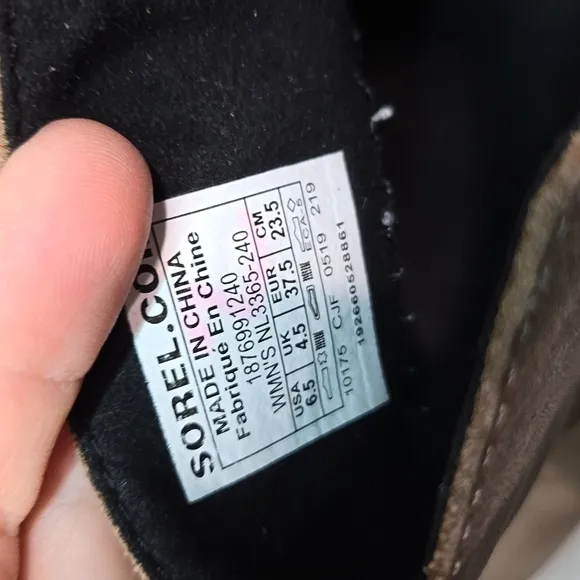 SOREL.COM
MADE IN CHINA
Fabriqué En Chine
1876991240
WMN'S NL3365-240
USA UK EUR CM
6.5 4.5 37.5 23.5
ECA-S
10175 CJF 0519 219
192660528861